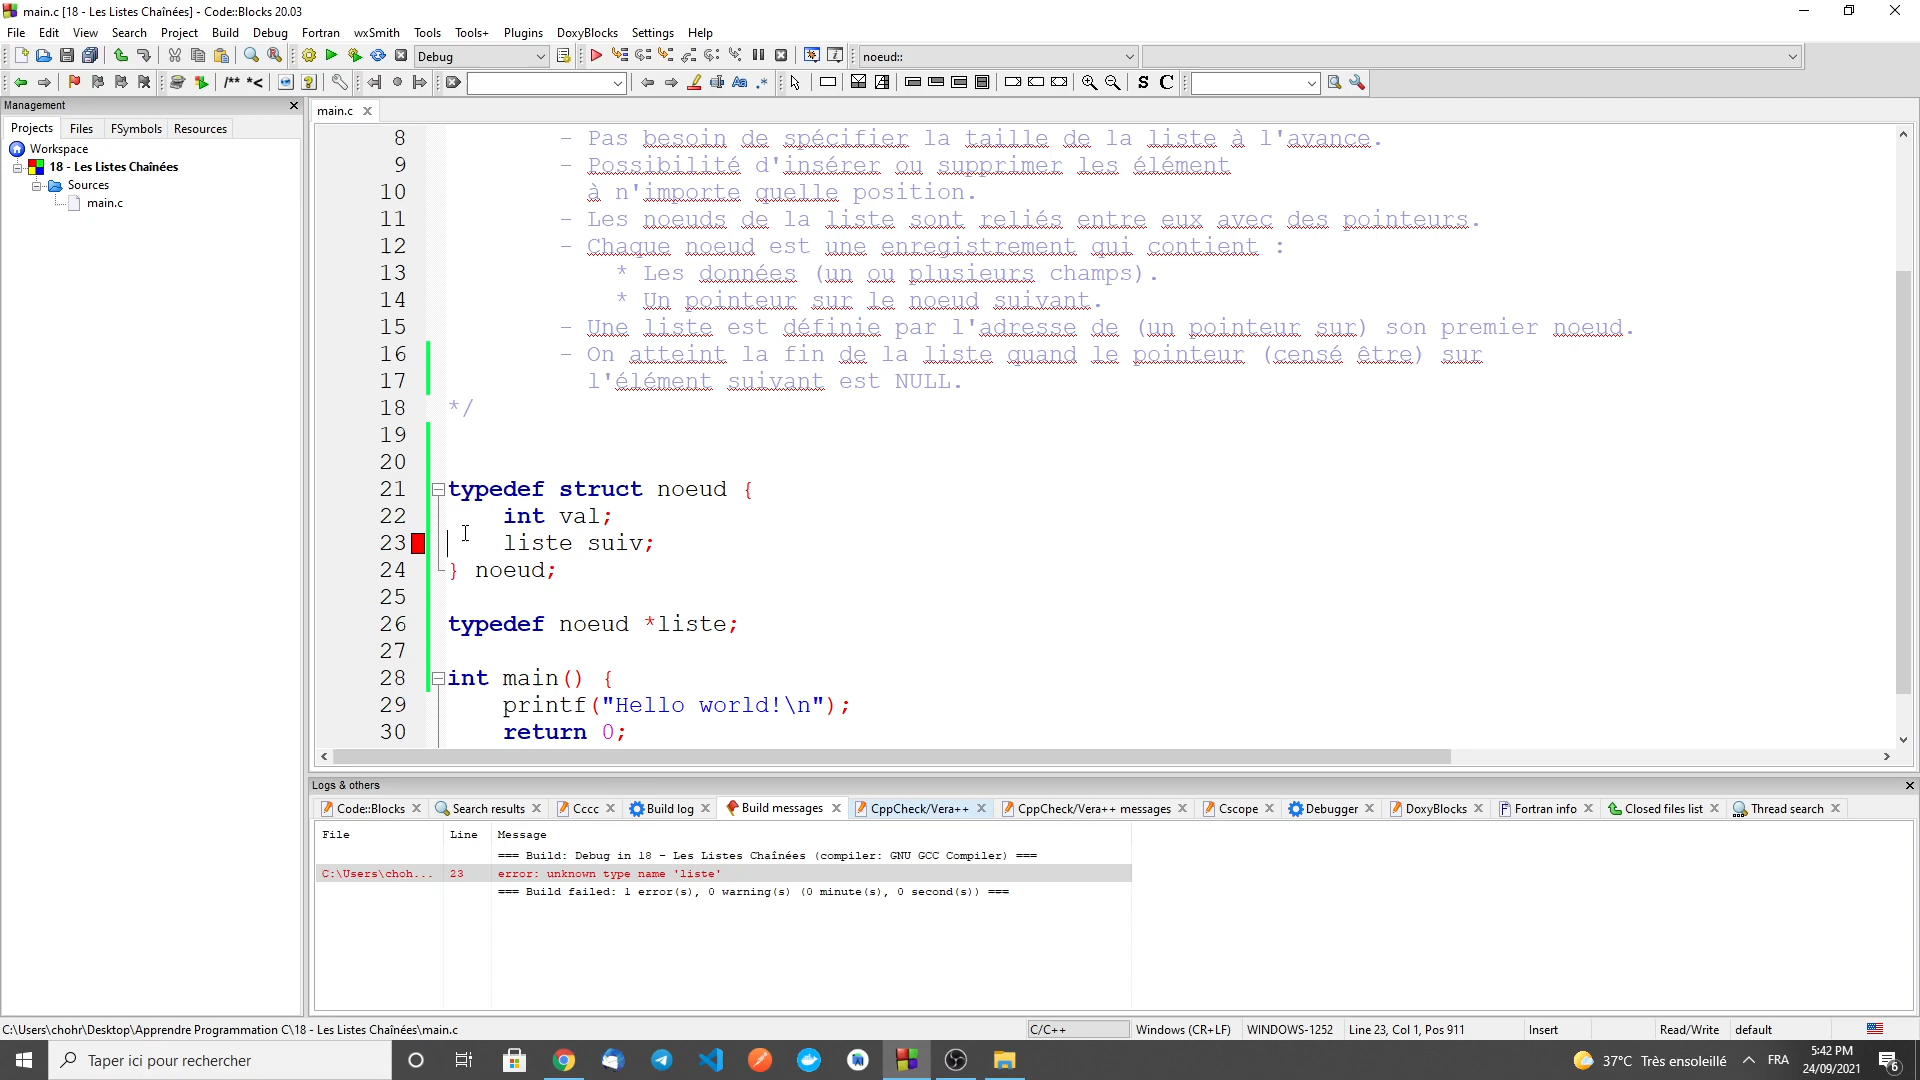 main.c [18 - Les Listes Chaînées] - Code::Blocks 20.03
File Edit View Search Project Build Debug Fortran wxSmith Tools Tools+ Plugins DoxyBlocks Settings Help
Debug
noeud::
/** *<
Aa .*
S C
Management
Projects Files FSymbols Resources
Workspace
18 - Les Listes Chaînées
Sources
main.c
main.c
8 - Pas besoin de spécifier la taille de la liste à l'avance.
9 - Possibilité d'insérer ou supprimer les élément
10 à n'importe quelle position.
11 - Les noeuds de la liste sont reliés entre eux avec des pointeurs.
12 - Chaque noeud est une enregistrement qui contient :
13 * Les données (un ou plusieurs champs).
14 * Un pointeur sur le noeud suivant.
15 - Une liste est définie par l'adresse de (un pointeur sur) son premier noeud.
16 - On atteint la fin de la liste quand le pointeur (censé être) sur
17 l'élément suivant est NULL.
18 */
19
20
21 typedef struct noeud {
22 int val;
23 liste suiv;
24 } noeud;
25
26 typedef noeud *liste;
27
28 int main() {
29 printf("Hello world!\n");
30 return 0;
Logs & others
Code::Blocks Search results Cccc Build log Build messages CppCheck/Vera++ CppCheck/Vera++ messages Cscope Debugger DoxyBlocks Fortran info Closed files list Thread search
File Line Message
=== Build: Debug in 18 - Les Listes Chaînées (compiler: GNU GCC Compiler) ===
C:\Users\choh... 23 error: unknown type name 'liste'
=== Build failed: 1 error(s), 0 warning(s) (0 minute(s), 0 second(s)) ===
C:\Users\chohr\Desktop\Apprendre Programmation C\18 - Les Listes Chaînées\main.c C/C++ Windows (CR+LF) WINDOWS-1252 Line 23, Col 1, Pos 911 Insert Read/Write default
Taper ici pour rechercher
37°C Très ensoleillé FRA 5:42 PM
24/09/2021
6